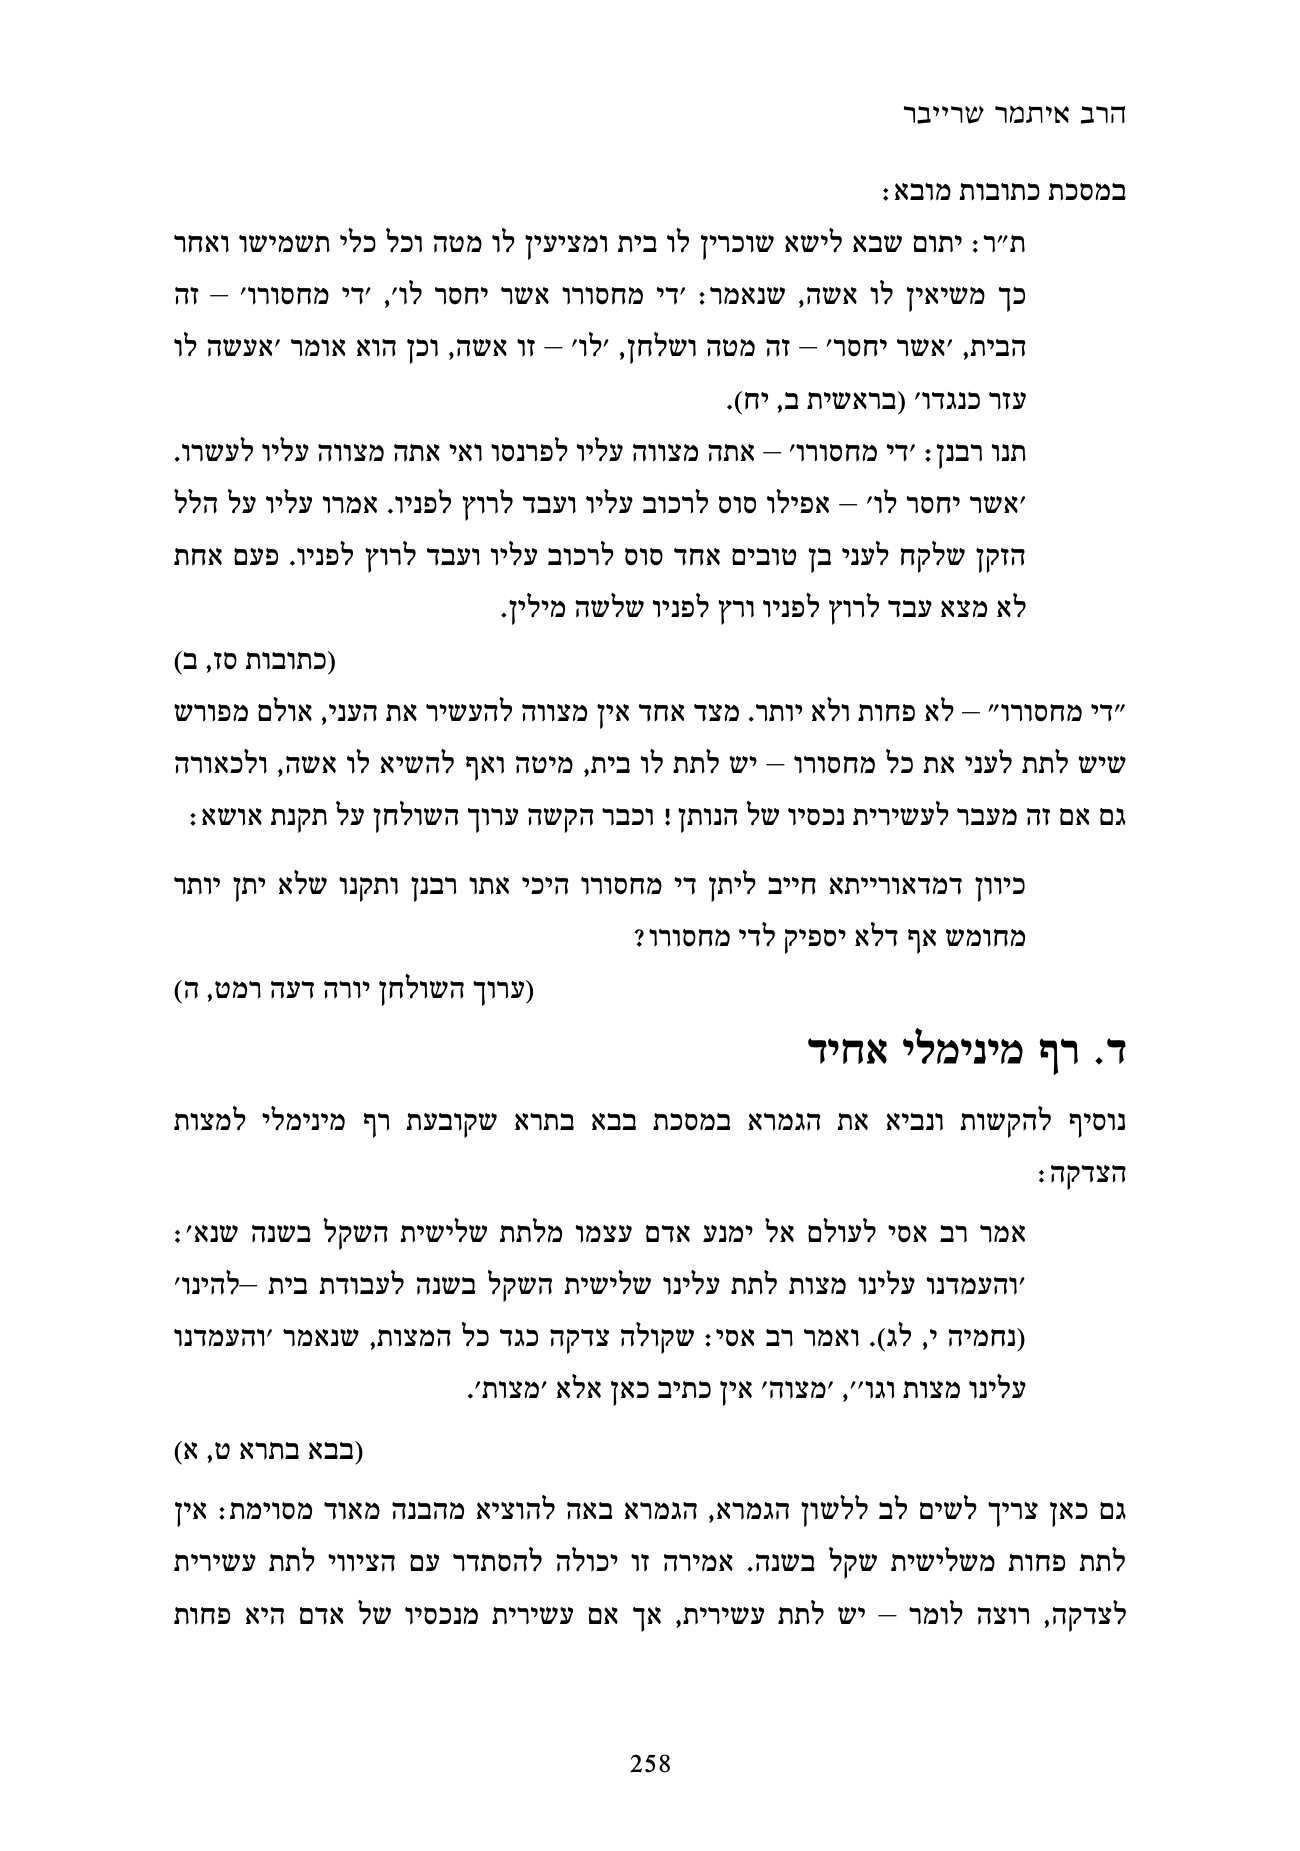 הרב איתמר שרייבר
במסכת כתובות מובא:
ת"ר: יתום שבא לישא שוכרין לו בית ומציעין לו מטה וכל כלי תשמישו ואחר
כך משיאין לו אשה, שנאמר: 'די מחסורו אשר יחסר לו', 'די מחסורו' – זה
הבית, 'אשר יחסר' – זה מטה ושלחן, 'לו' – זו אשה, וכן הוא אומר 'אעשה לו
עזר כנגדו' (בראשית ב, יח).
תנו רבנן: 'די מחסורו' – אתה מצווה עליו לפרנסו ואי אתה מצווה עליו לעשרו.
'אשר יחסר לו' – אפילו סוס לרכוב עליו ועבד לרוץ לפניו. אמרו עליו על הלל
הזקן שלקח לעני בן טובים אחד סוס לרכוב עליו ועבד לרוץ לפניו. פעם אחת
לא מצא עבד לרוץ לפניו ורץ לפניו שלשה מילין.
(כתובות סז, ב)
"די מחסורו" – לא פחות ולא יותר. מצד אחד אין מצווה להעשיר את העני, אולם מפורש
שיש לתת לעני את כל מחסורו – יש לתת לו בית, מיטה ואף להשיא לו אשה, ולכאורה
גם אם זה מעבר לעשירית נכסיו של הנותן! וכבר הקשה ערוך השולחן על תקנת אושא:
כיוון דמדאורייתא חייב ליתן די מחסורו היכי אתו רבנן ותקנו שלא יתן יותר
מחומש אף דלא יספיק לדי מחסורו?
(ערוך השולחן יורה דעה רמט, ה)
ד. רף מינימלי אחיד
נוסיף להקשות ונביא את הגמרא במסכת בבא בתרא שקובעת רף מינימלי למצות
הצדקה:
אמר רב אסי לעולם אל ימנע אדם עצמו מלתת שלישית השקל בשנה שנא':
'והעמדנו עלינו מצות לתת עלינו שלישית השקל בשנה לעבודת בית –להינו'
(נחמיה י, לג). ואמר רב אסי: שקולה צדקה כגד כל המצות, שנאמר 'והעמדנו
עלינו מצות וגו'', 'מצוה' אין כתיב כאן אלא 'מצות'.
(בבא בתרא ט, א)
גם כאן צריך לשים לב ללשון הגמרא, הגמרא באה להוציא מהבנה מאוד מסוימת: אין
לתת פחות משלישית שקל בשנה. אמירה זו יכולה להסתדר עם הציווי לתת עשירית
לצדקה, רוצה לומר – יש לתת עשירית, אך אם עשירית מנכסיו של אדם היא פחות
258